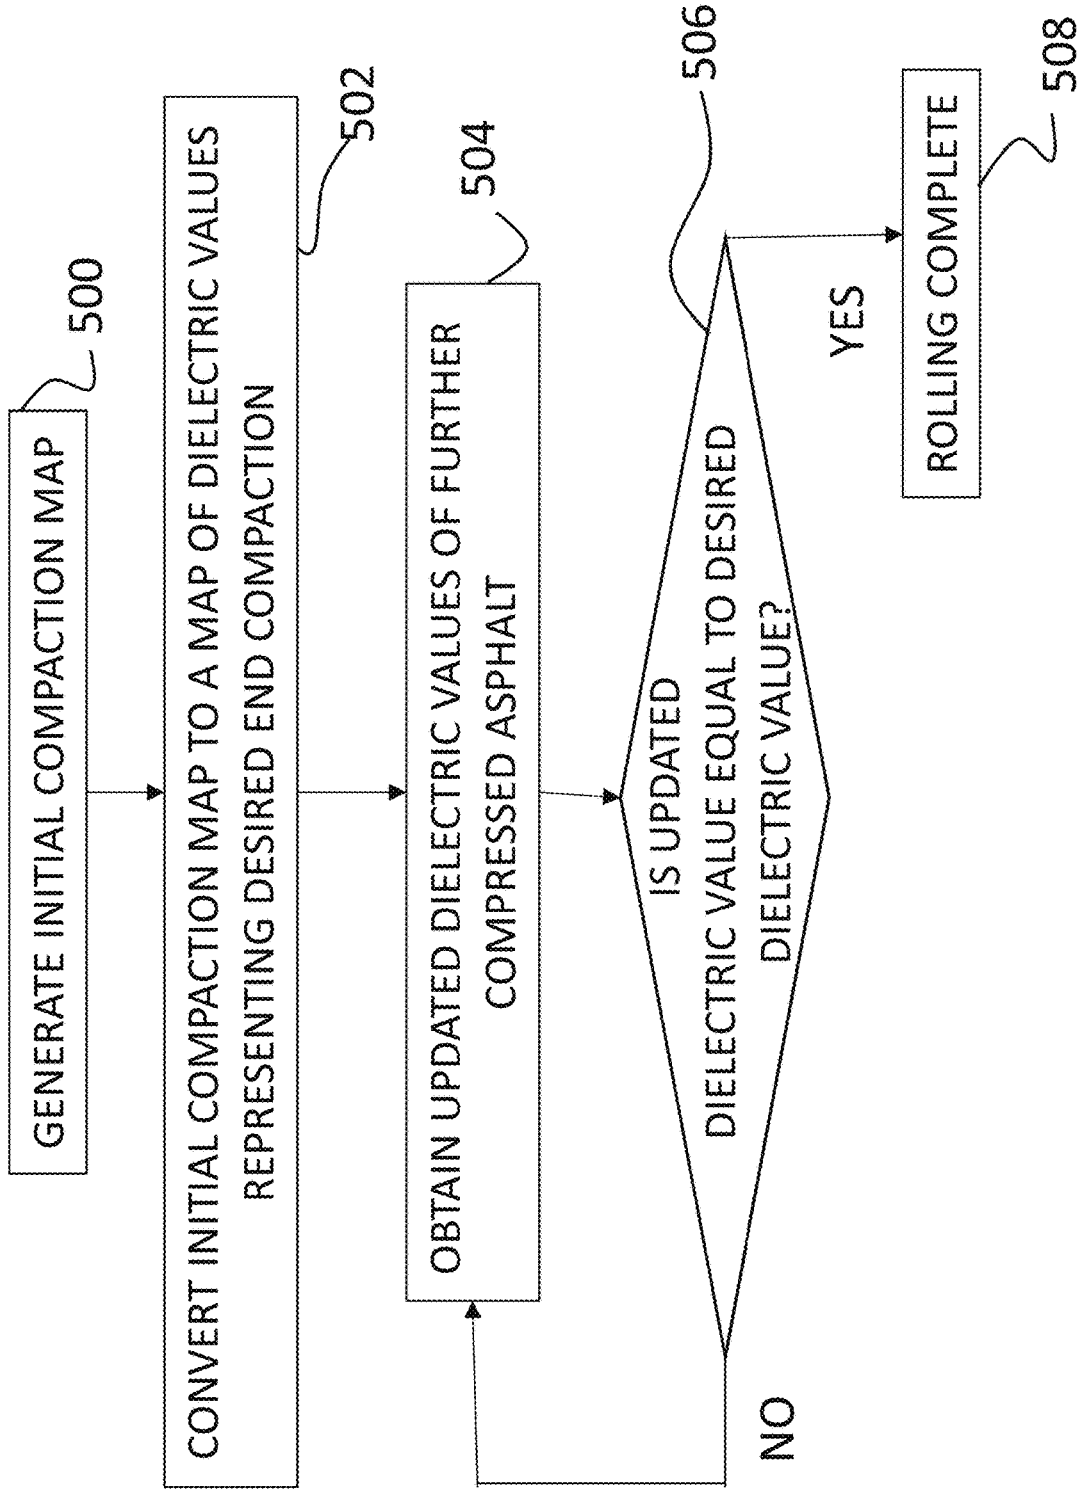 GENERATE INITIAL COMPACTION MAP
500
CONVERT INITIAL COMPACTION MAP TO A MAP OF DIELECTRIC VALUES
REPRESENTING DESIRED END COMPACTION
502
OBTAIN UPDATED DIELECTRIC VALUES OF FURTHER
COMPRESSED ASPHALT
504
IS UPDATED
DIELECTRIC VALUE EQUAL TO DESIRED
DIELECTRIC VALUE?
506
NO
YES
ROLLING COMPLETE
508